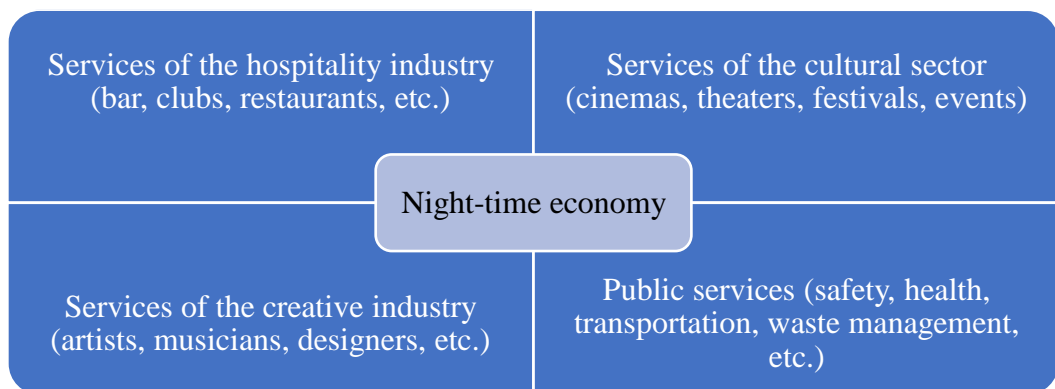 Services of the hospitality industry
(bar, clubs, restaurants, etc.)
Services of the cultural sector
(cinemas, theaters, festivals, events)
Night-time economy
Services of the creative industry
(artists, musicians, designers, etc.)
Public services (safety, health,
transportation, waste management,
etc.)